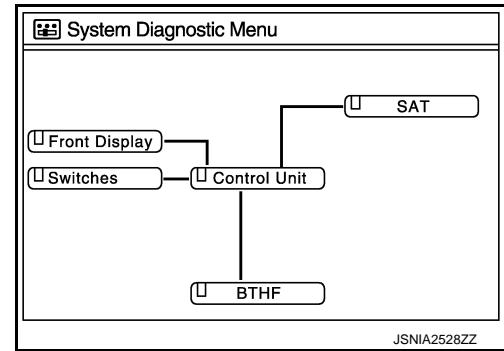 System Diagnostic Menu
SAT
Front Display
Switches
Control Unit
BTHF
JSNIA2528ZZ